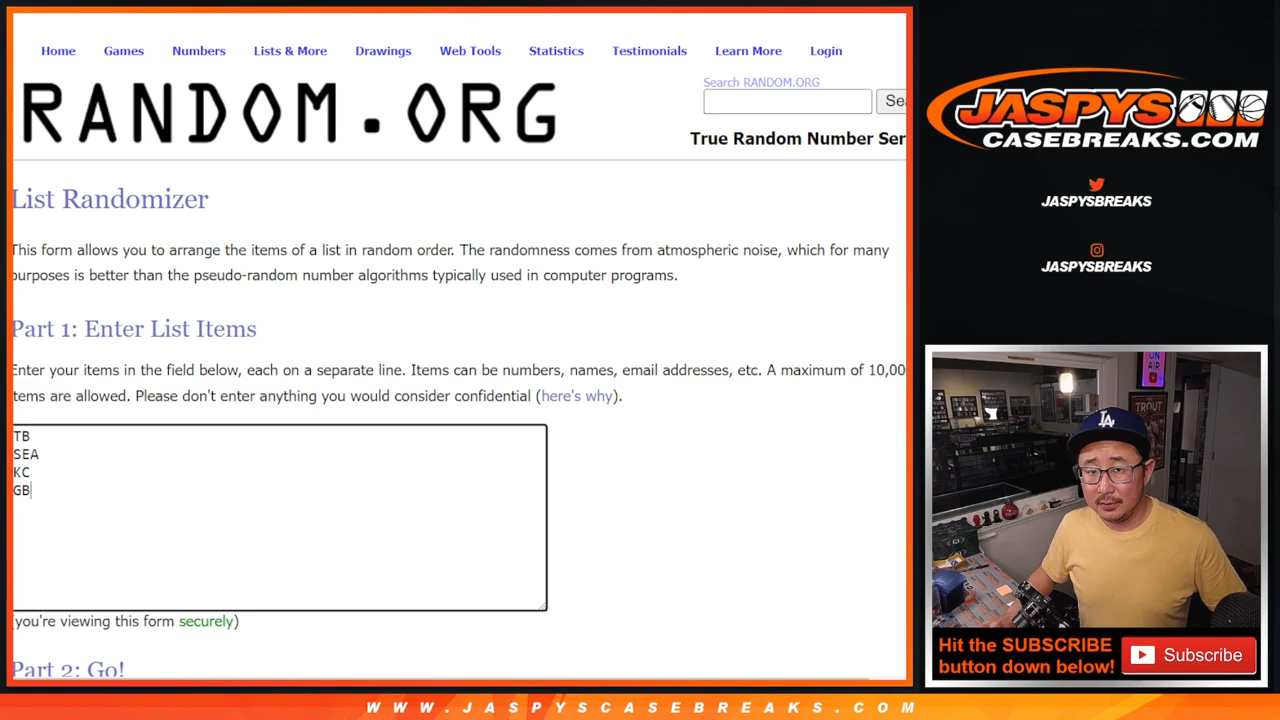 Home Games Numbers Lists & More Drawings Web Tools Statistics Testimonials Learn More Login
RANDOM.ORG
Search RANDOM.ORG
Sea
True Random Number Ser
List Randomizer
This form allows you to arrange the items of a list in random order. The randomness comes from atmospheric noise, which for many
purposes is better than the pseudo-random number algorithms typically used in computer programs.
Part 1: Enter List Items
Enter your items in the field below, each on a separate line. Items can be numbers, names, email addresses, etc. A maximum of 10,00
items are allowed. Please don't enter anything you would consider confidential (here's why).
TB
SEA
KC
GB
(you're viewing this form securely)
Part 2: Go!
JASPYS
CASEBREAKS.COM
JASPYSBREAKS
JASPYSBREAKS
ON
AIR
TROUT
LA
Hit the SUBSCRIBE
button down below!
Subscribe
WWW.JASPYSCASEBREAKS.COM